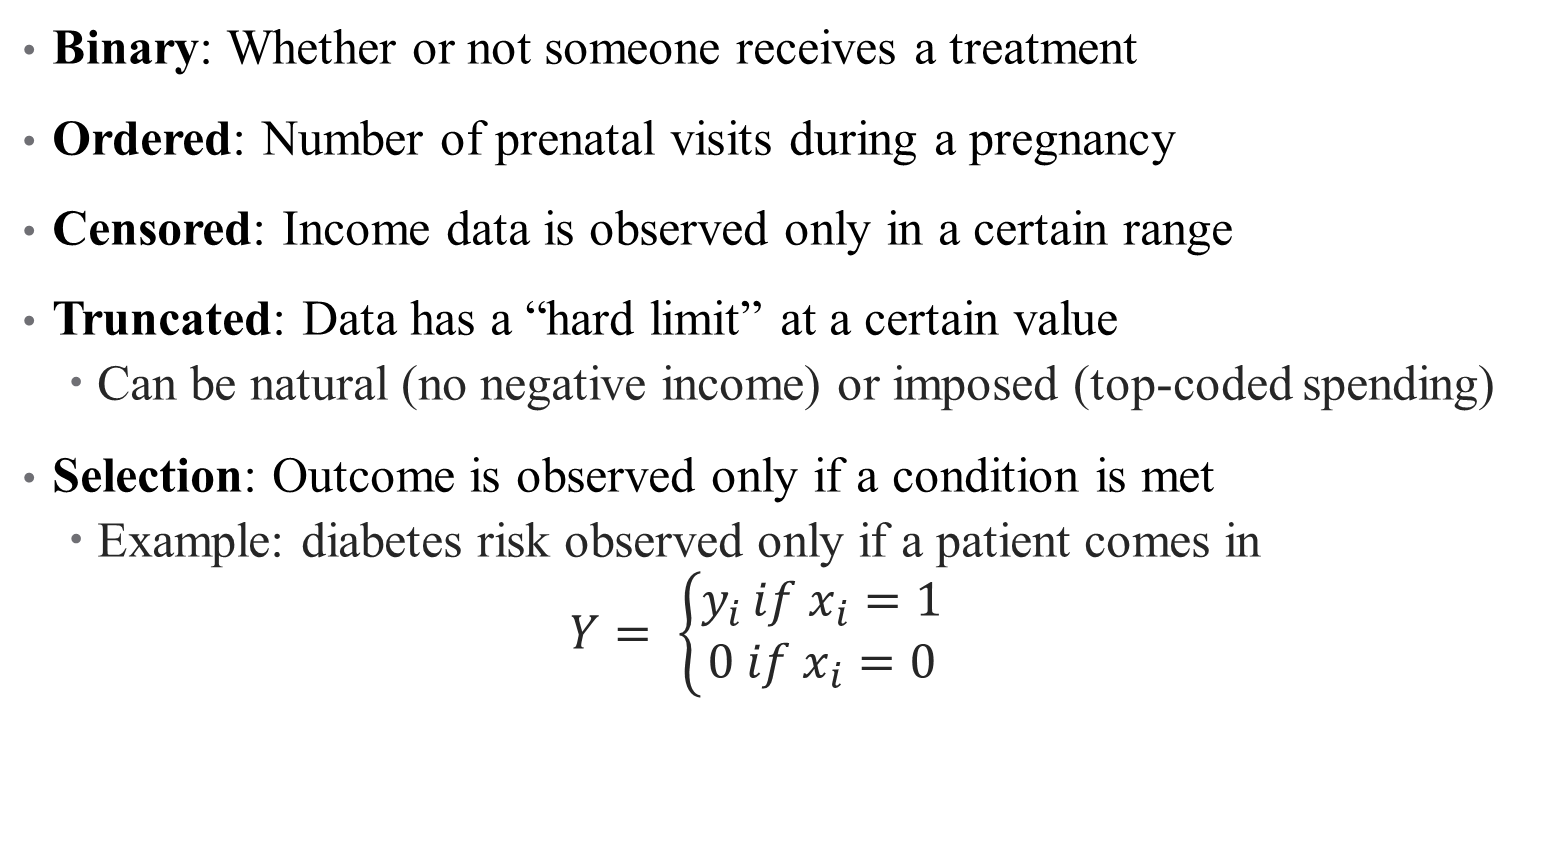 • Binary: Whether or not someone receives a treatment
• Ordered: Number of prenatal visits during a pregnancy
• Censored: Income data is observed only in a certain range
• Truncated: Data has a “hard limit” at a certain value
• Can be natural (no negative income) or imposed (top-coded spending)
• Selection: Outcome is observed only if a condition is met
• Example: diabetes risk observed only if a patient comes in
Y = { y_i if x_i = 1
0 if x_i = 0